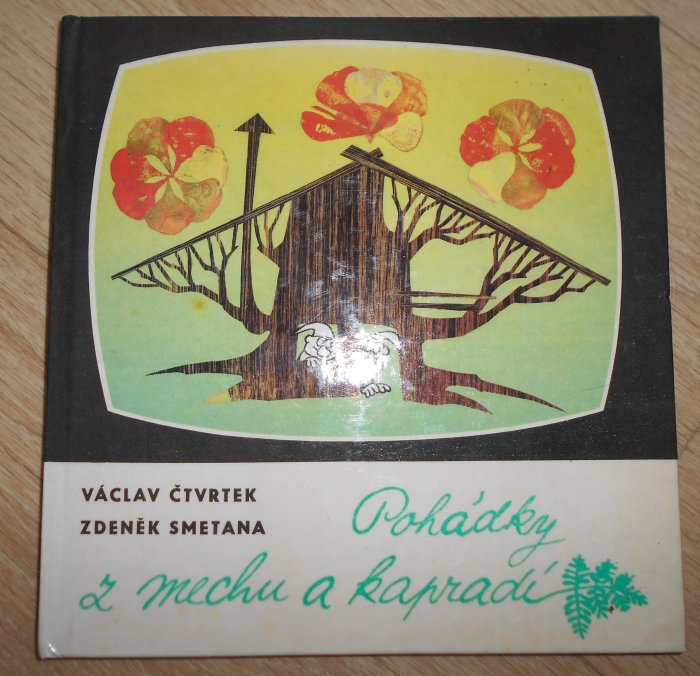 VÁCLAV ČTVRTEK
ZDENĚK SMETANA
Pohádky
z mechu a kapradí